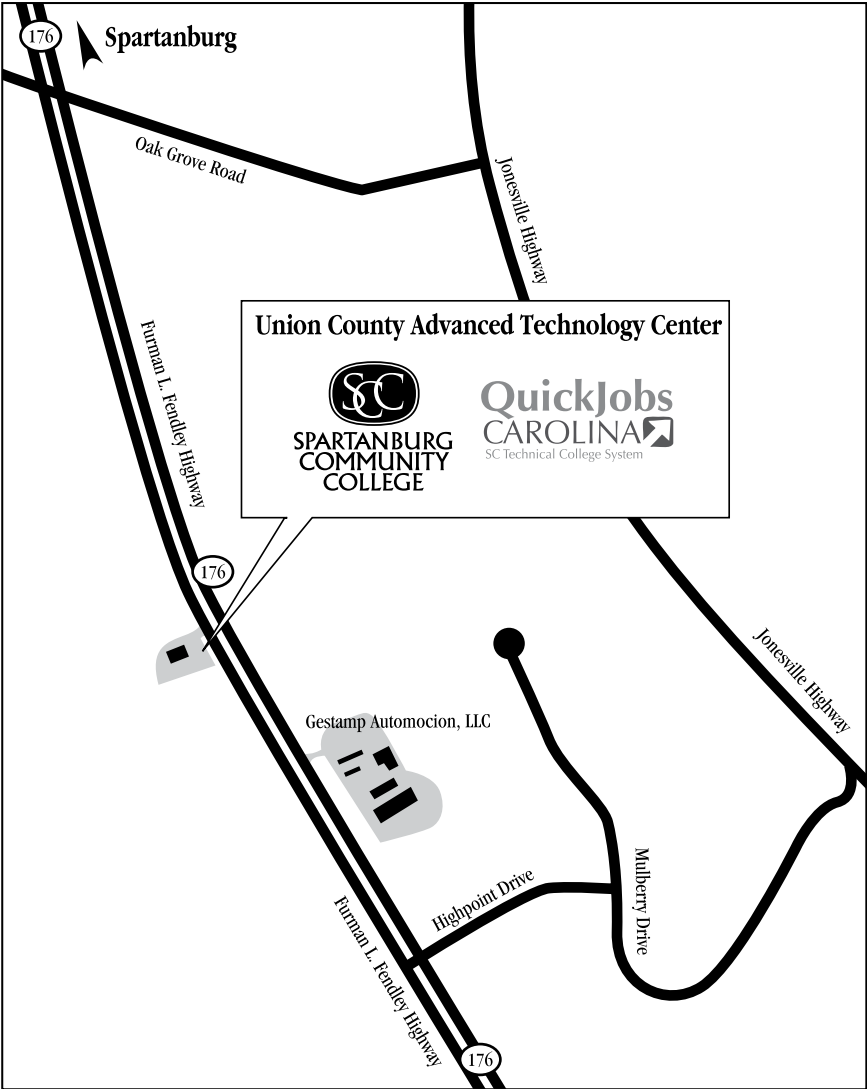 176
Spartanburg
Oak Grove Road
Jonesville Highway
Union County Advanced Technology Center
SCC
SPARTANBURG
COMMUNITY
COLLEGE
QuickJobs
CAROLINA
SC Technical College System
Furman L. Fendley Highway
176
Jonesville Highway
Gestamp Automocion, LLC
Mulberry Drive
Highpoint Drive
Furman L. Fendley Highway
176